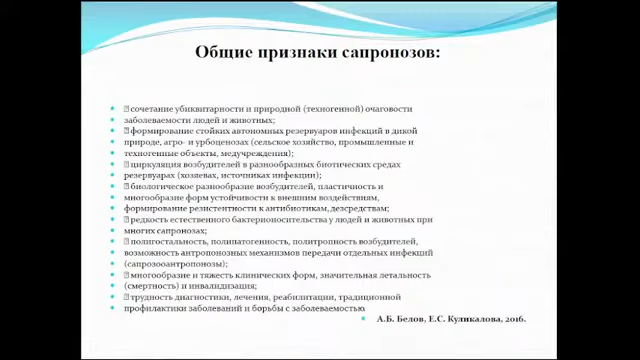 Общие признаки сапронозов:
сочетание убиквитарности и природной (техногенной) очаговости
заболеваемости людей и животных;
формирование стойких автономных резервуаров инфекций в дикой
природе, агро- и урбоценозах (сельское хозяйство, промышленные и
техногенные объекты, медучреждения);
циркуляция возбудителей в разнообразных биотических средах
резервуарах (хозяевах, источниках инфекции);
биологическое разнообразие возбудителей, пластичность и
многообразие форм устойчивости к внешним воздействиям,
формирование резистентности к антибиотикам, дезсредствам;
редкость естественного бактерионосительства у людей и животных при
многих сапронозах;
полигостальность, полипатогенность, политропность возбудителей,
возможность антропонозных механизмов передачи отдельных инфекций
(сапрозооантропонозы);
многообразие и тяжесть клинических форм, значительная летальность
(смертность) и инвалидизация;
трудность диагностики, лечения, реабилитации, традиционной
профилактики заболеваний и борьбы с заболеваемостью
А.Б. Белов, Е.С. Куликалова, 2016.